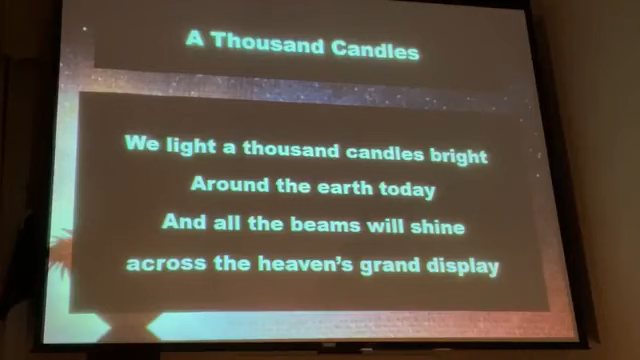 A Thousand Candles
We light a thousand candles bright
Around the earth today
And all the beams will shine
across the heaven's grand display